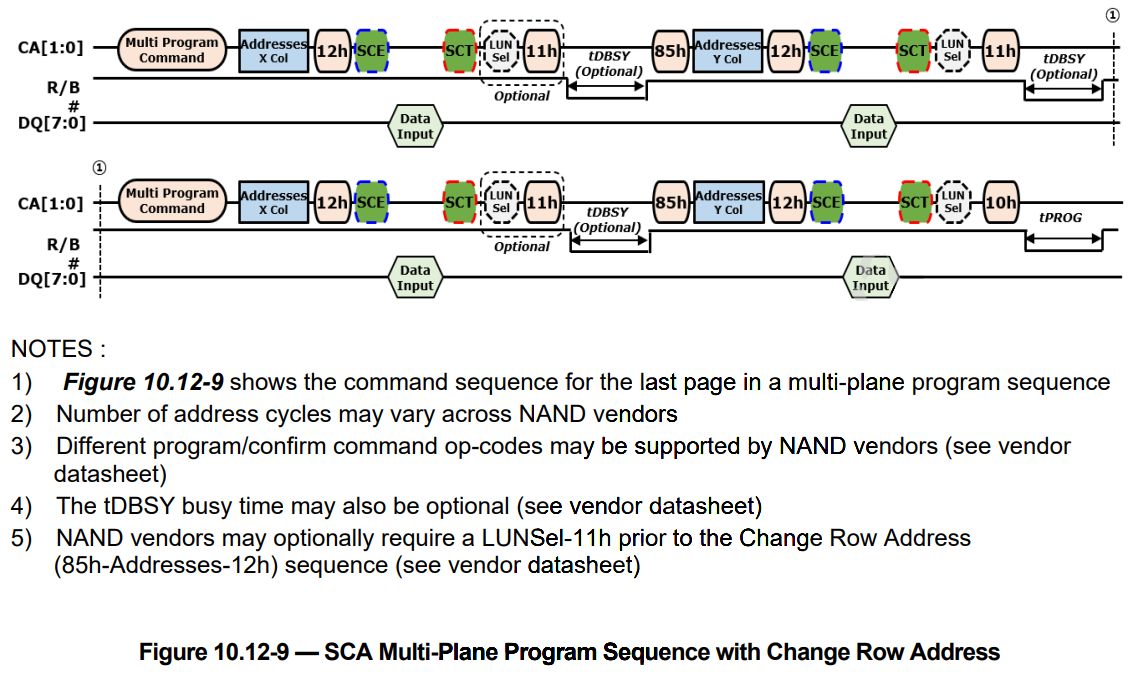 ①
CA[1:0] Multi Program Command Addresses X Col 12h SCE SCT LUN Sel 11h tDBSY (Optional) 85h Addresses Y Col 12h SCE SCT LUN Sel 11h tDBSY (Optional)
R/B # Optional
DQ[7:0] Data Input Data Input
①
CA[1:0] Multi Program Command Addresses X Col 12h SCE SCT LUN Sel 11h tDBSY (Optional) 85h Addresses Y Col 12h SCE SCT LUN Sel 10h tPROG
R/B # Optional
DQ[7:0] Data Input Data Input
NOTES :
1) Figure 10.12-9 shows the command sequence for the last page in a multi-plane program sequence
2) Number of address cycles may vary across NAND vendors
3) Different program/confirm command op-codes may be supported by NAND vendors (see vendor
datasheet)
4) The tDBSY busy time may also be optional (see vendor datasheet)
5) NAND vendors may optionally require a LUNSel-11h prior to the Change Row Address
(85h-Addresses-12h) sequence (see vendor datasheet)
Figure 10.12-9 — SCA Multi-Plane Program Sequence with Change Row Address